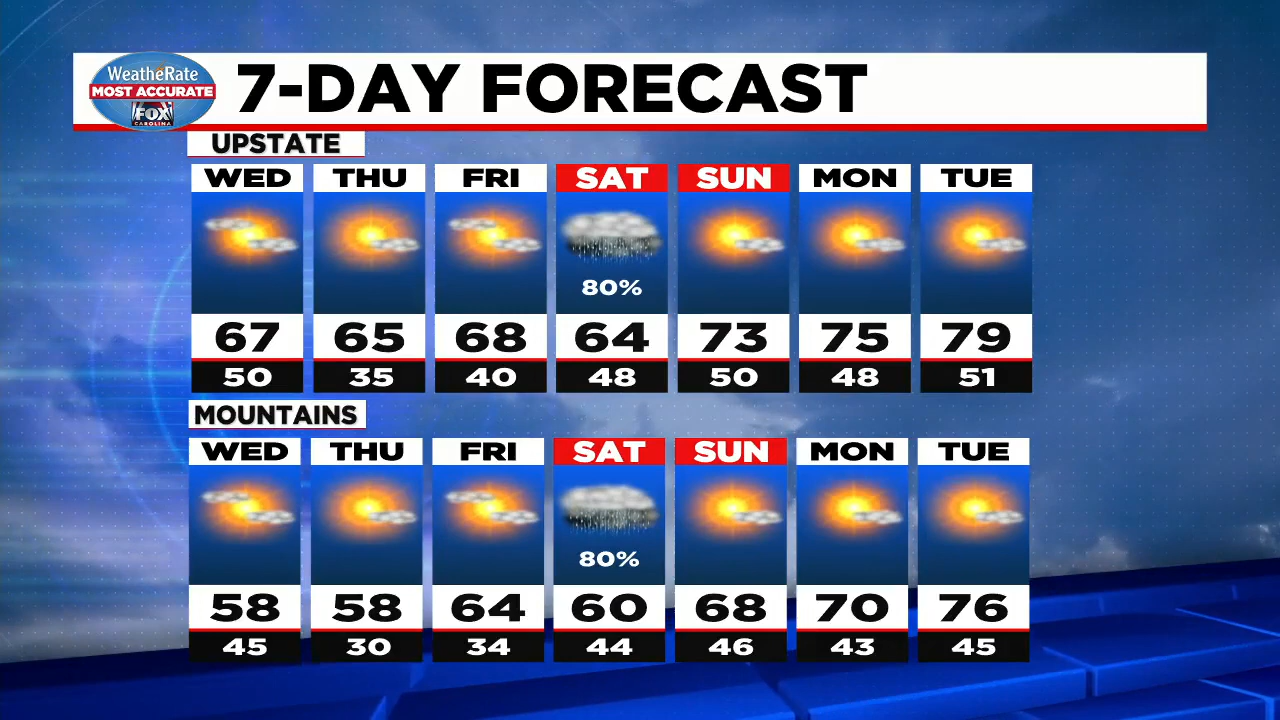 WeatheRate
MOST ACCURATE
FOX
CAROLINA
7-DAY FORECAST
UPSTATE
WED THU FRI SAT SUN MON TUE
80%
67 65 68 64 73 75 79
50 35 40 48 50 48 51
MOUNTAINS
WED THU FRI SAT SUN MON TUE
80%
58 58 64 60 68 70 76
45 30 34 44 46 43 45